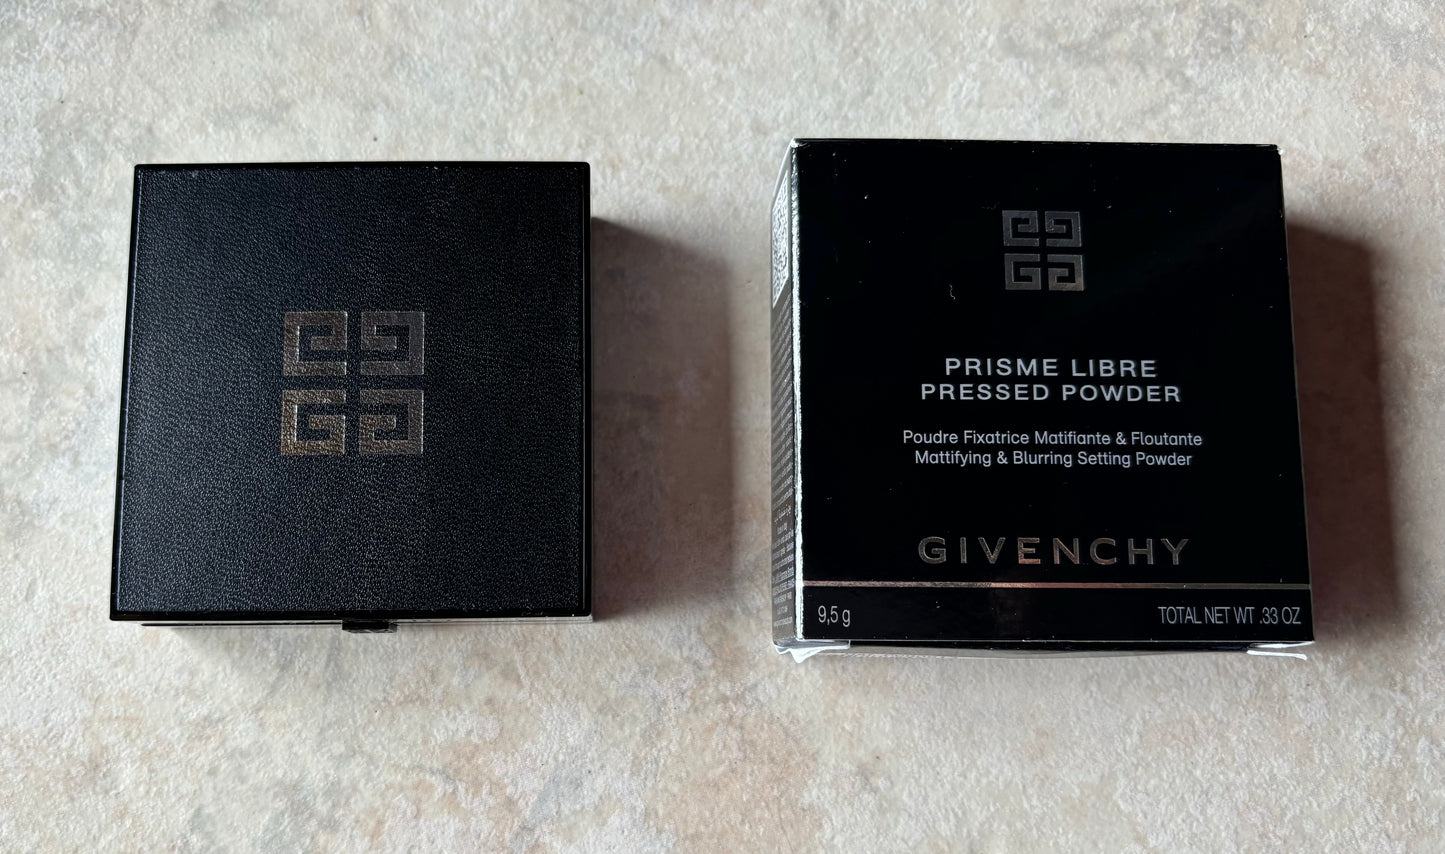 PRISME LIBRE
PRESSED POWDER
Poudre Fixatrice Matifiante & Floutante
Mattifying & Blurring Setting Powder
GIVENCHY
9,5 g
TOTAL NET WT .33 OZ